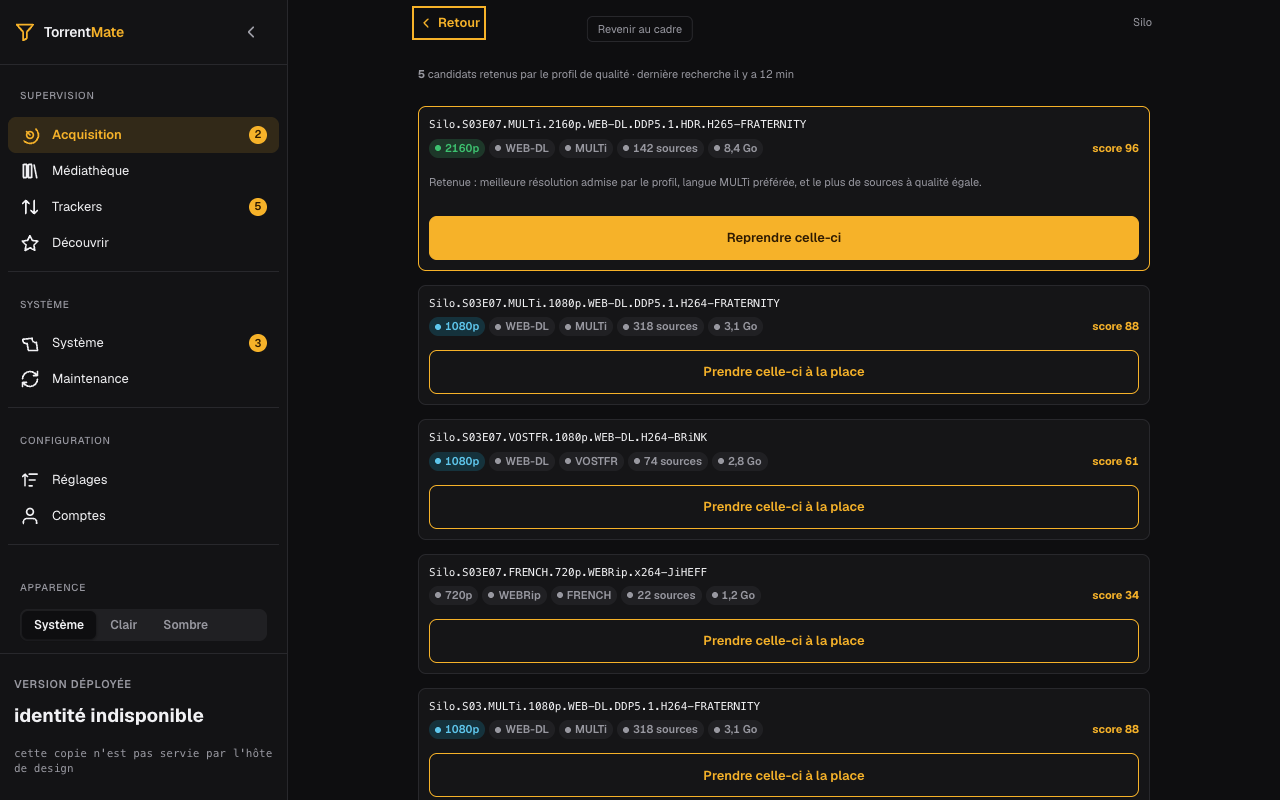 TorrentMate
SUPERVISION
Acquisition 2
Médiathèque
Trackers 5
Découvrir
SYSTÈME
Système 3
Maintenance
CONFIGURATION
Réglages
Comptes
APPARENCE
Système Clair Sombre
VERSION DÉPLOYÉE
identité indisponible
cette copie n'est pas servie par l'hôte
de design
Retour
Revenir au cadre
Silo
5 candidats retenus par le profil de qualité · dernière recherche il y a 12 min
Silo.S03E07.MULTi.2160p.WEB-DL.DDP5.1.HDR.H265-FRATERNITY
2160p WEB-DL MULTi 142 sources 8,4 Go score 96
Retenue : meilleure résolution admise par le profil, langue MULTi préférée, et le plus de sources à qualité égale.
Reprendre celle-ci
Silo.S03E07.MULTi.1080p.WEB-DL.DDP5.1.H264-FRATERNITY
1080p WEB-DL MULTi 318 sources 3,1 Go score 88
Prendre celle-ci à la place
Silo.S03E07.VOSTFR.1080p.WEB-DL.H264-BRiNK
1080p WEB-DL VOSTFR 74 sources 2,8 Go score 61
Prendre celle-ci à la place
Silo.S03E07.FRENCH.720p.WEBRip.x264-JiHEFF
720p WEBRip FRENCH 22 sources 1,2 Go score 34
Prendre celle-ci à la place
Silo.S03.MULTi.1080p.WEB-DL.DDP5.1.H264-FRATERNITY
1080p WEB-DL MULTi 318 sources 3,1 Go score 88
Prendre celle-ci à la place